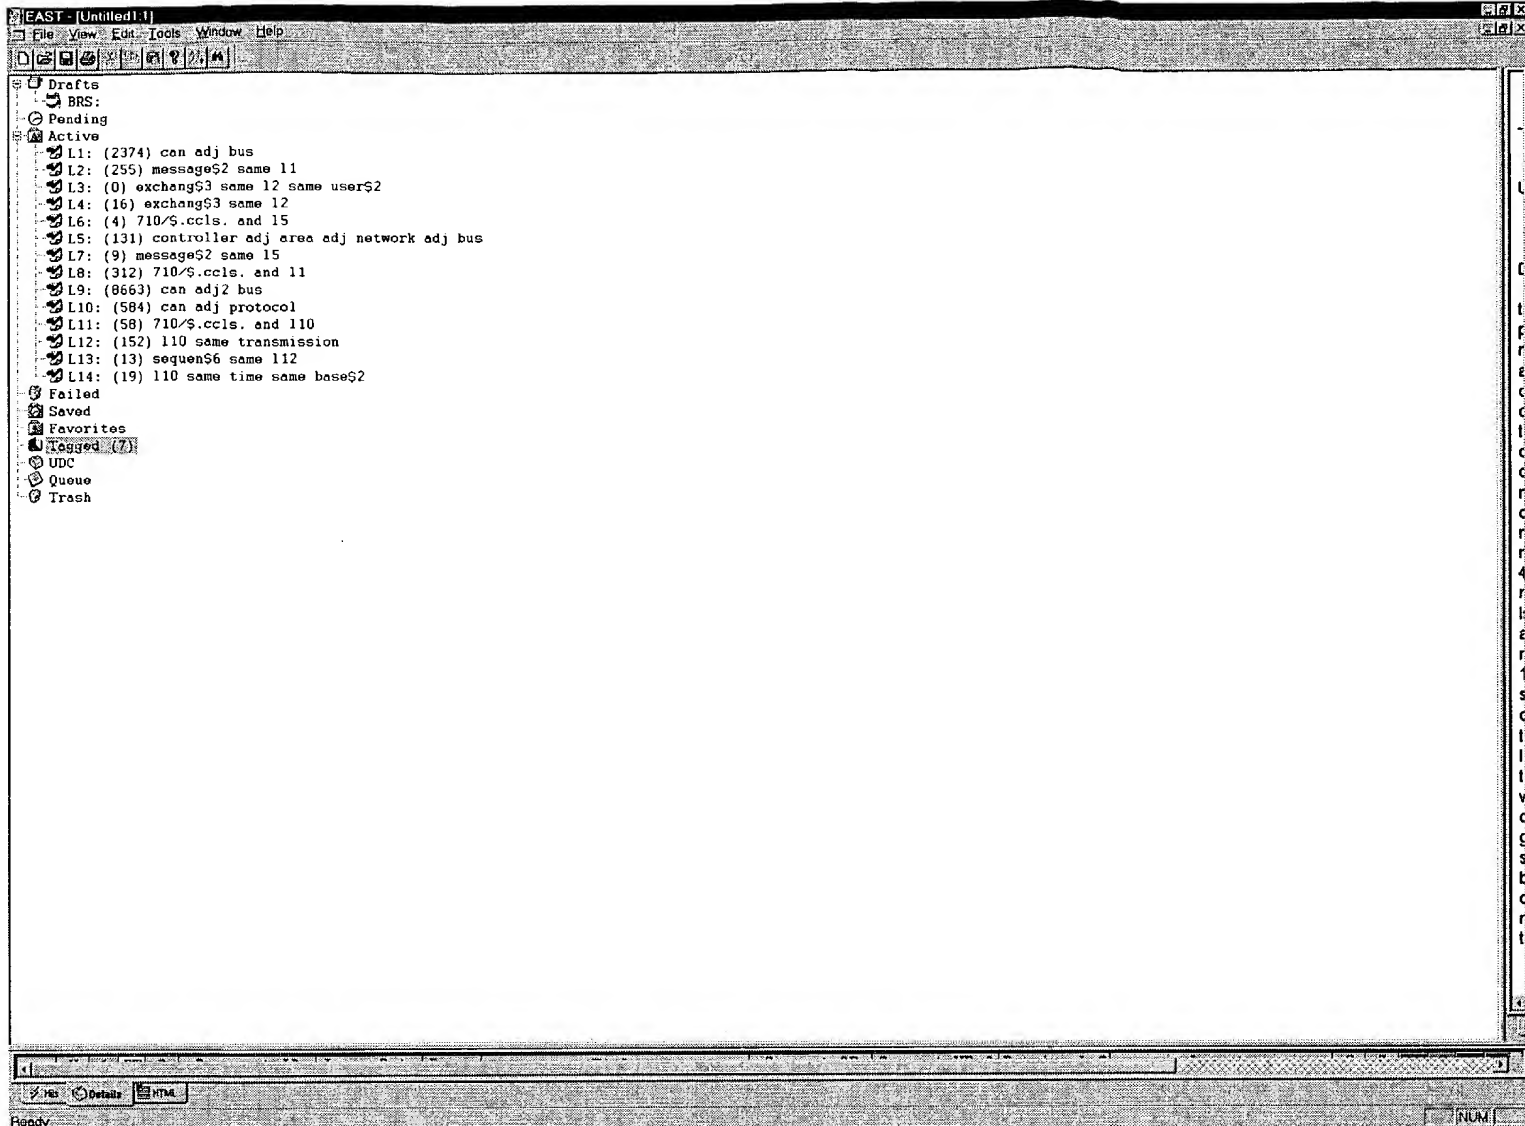 EAST - [Untitled1:1]
File View Edit Tools Window Help
Drafts
BRS:
Pending
Active
L1: (2374) can adj bus
L2: (255) message$2 same l1
L3: (0) exchang$3 same l2 same user$2
L4: (16) exchang$3 same l2
L6: (4) 710/$.ccls. and l5
L5: (131) controller adj area adj network adj bus
L7: (9) message$2 same l5
L8: (312) 710/$.ccls. and l1
L9: (8663) can adj2 bus
L10: (584) can adj protocol
L11: (58) 710/$.ccls. and l10
L12: (152) l10 same transmission
L13: (13) sequen$6 same l12
L14: (19) l10 same time same base$2
Failed
Saved
Favorites
Tagged (7)
UDC
Queue
Trash
Hits Details HTML
Ready NUM